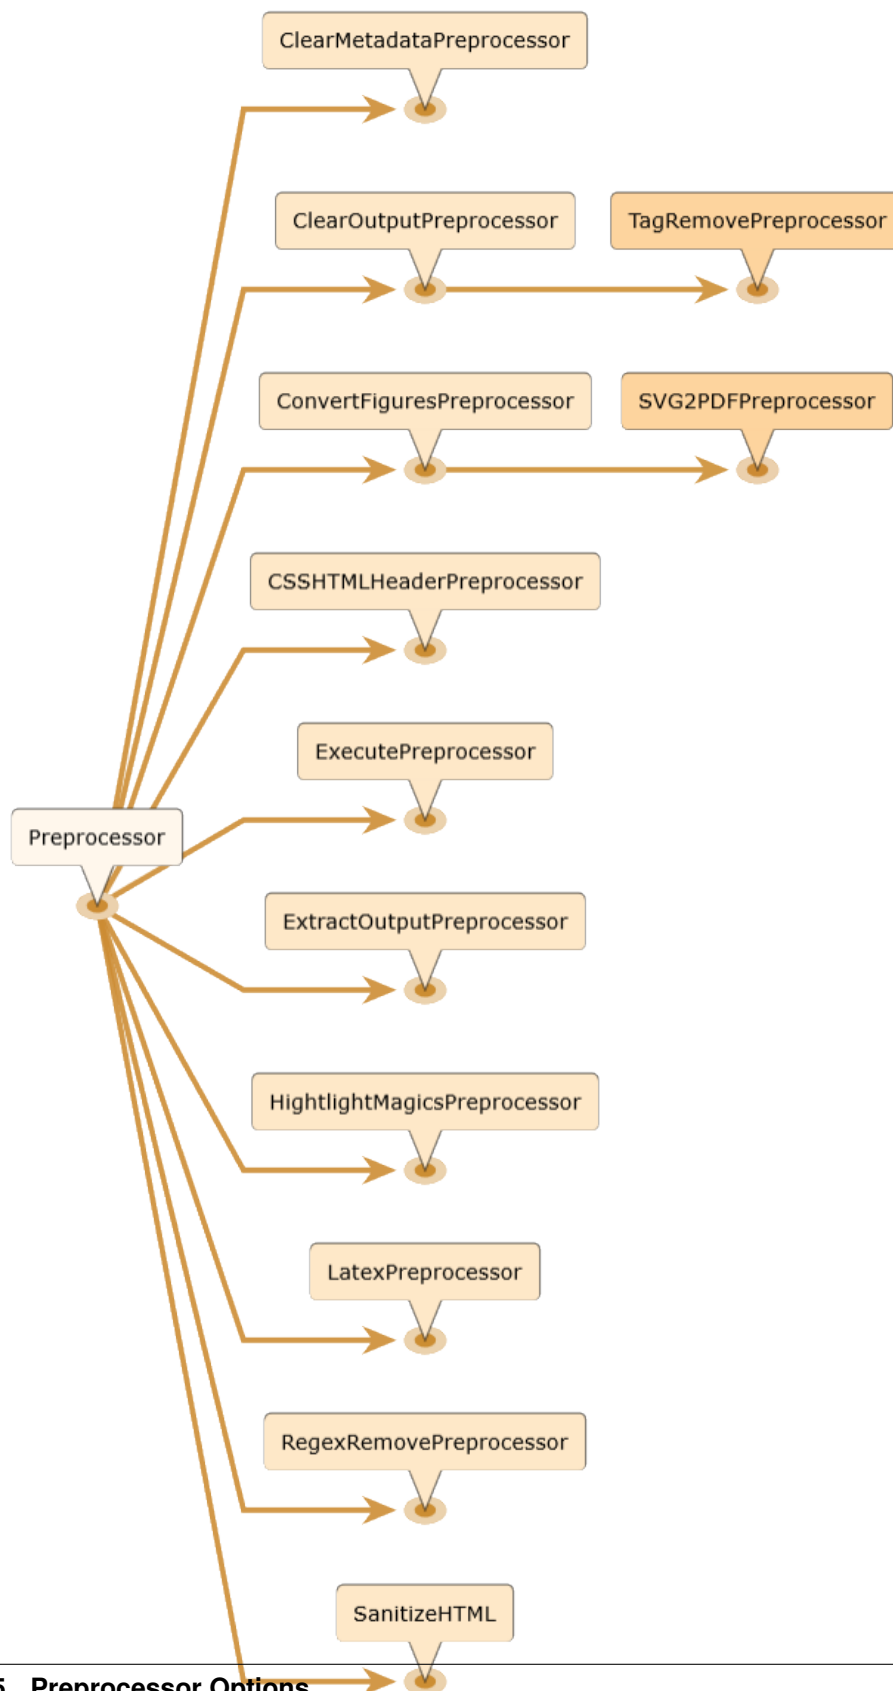 ClearMetadataPreprocessor
ClearOutputPreprocessor
TagRemovePreprocessor
ConvertFiguresPreprocessor
SVG2PDFPreprocessor
CSSHTMLHeaderPreprocessor
ExecutePreprocessor
Preprocessor
ExtractOutputPreprocessor
HightlightMagicsPreprocessor
LatexPreprocessor
RegexRemovePreprocessor
SanitizeHTML
Preprocessor Options